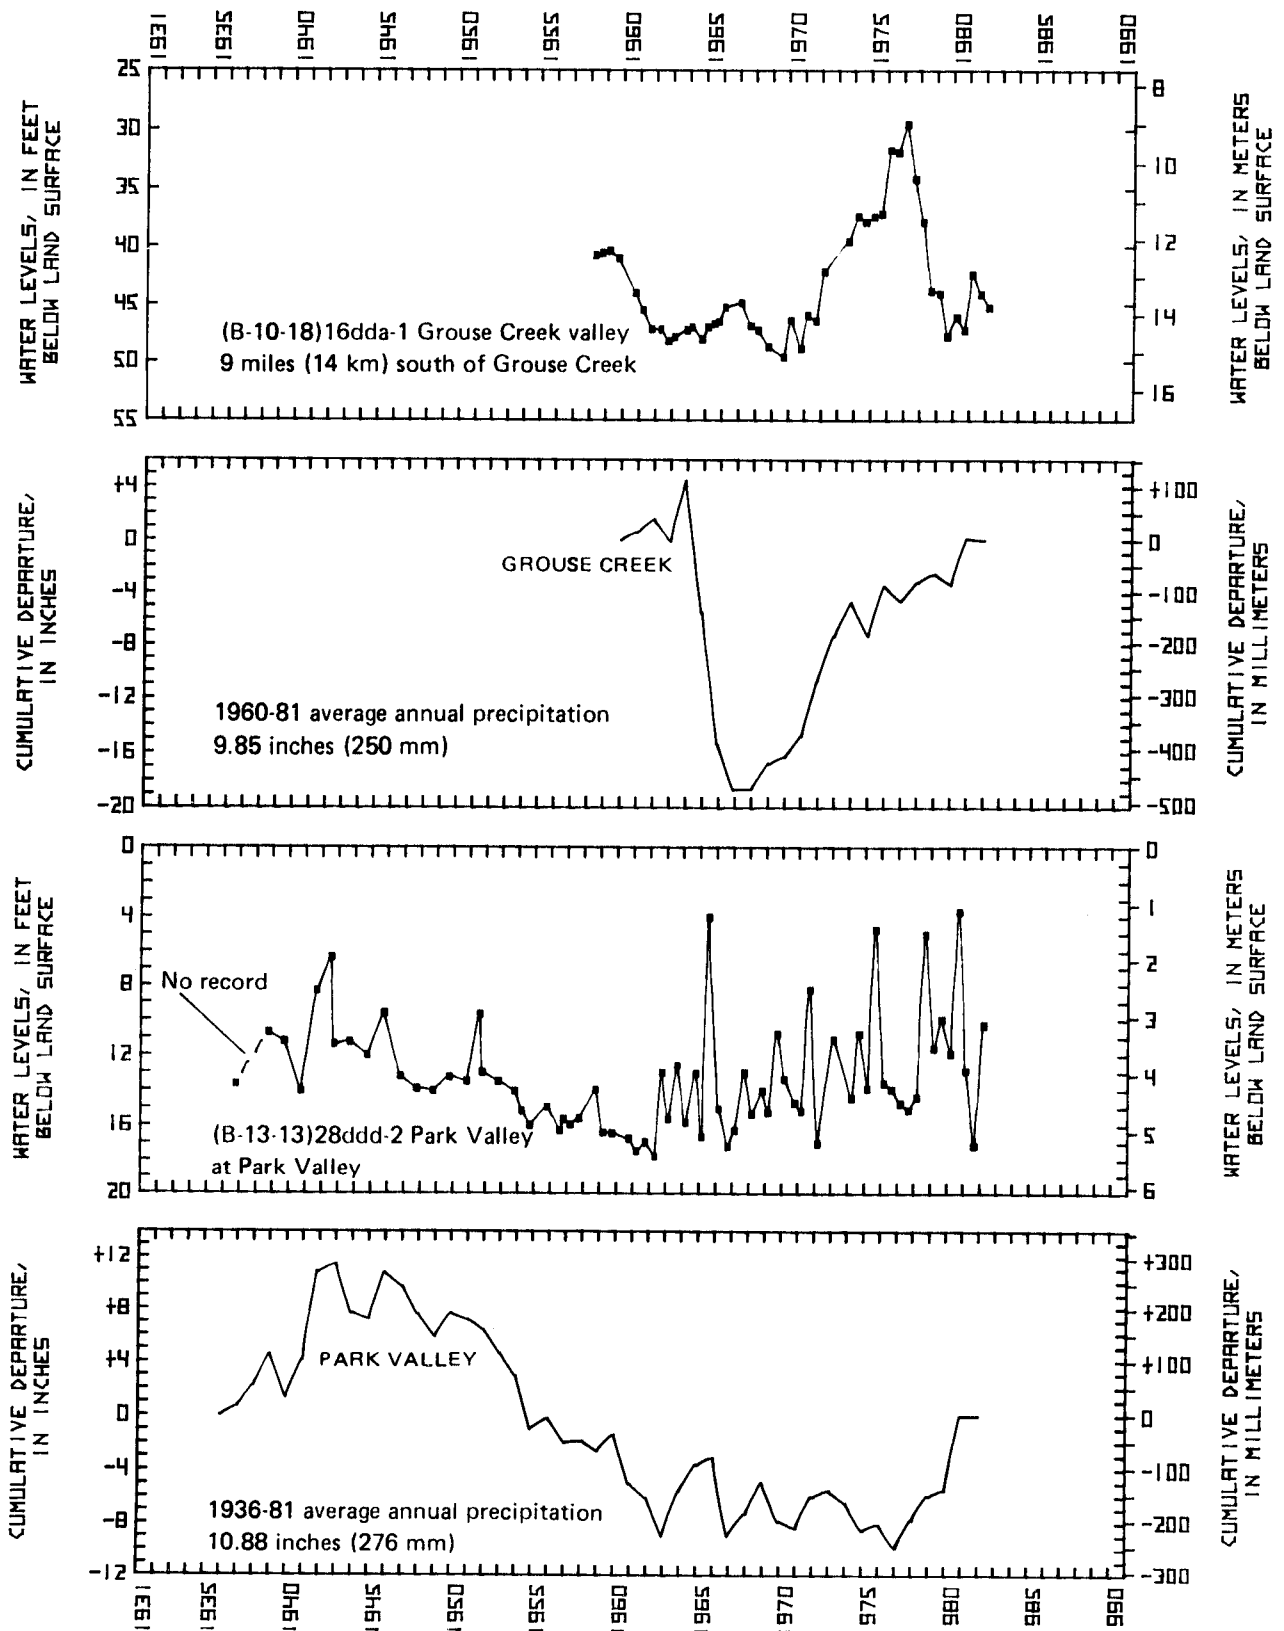 1931 1935 1940 1945 1950 1955 1960 1965 1970 1975 1980 1985 1990
WATER LEVELS, IN FEET
BELOW LAND SURFACE
25
30
35
40
45
50
55
(B-10-18)16dda-1 Grouse Creek valley
9 miles (14 km) south of Grouse Creek
8
10
12
14
16
WATER LEVELS, IN METERS
BELOW LAND SURFACE
CUMULATIVE DEPARTURE,
IN INCHES
+4
0
-4
-8
-12
-16
-20
GROUSE CREEK
1960-81 average annual precipitation
9.85 inches (250 mm)
+100
0
-100
-200
-300
-400
-500
CUMULATIVE DEPARTURE,
IN MILLIMETERS
WATER LEVELS, IN FEET
BELOW LAND SURFACE
0
4
8
12
16
20
No record
(B-13-13)28ddd-2 Park Valley
at Park Valley
0
1
2
3
4
5
6
WATER LEVELS, IN METERS
BELOW LAND SURFACE
CUMULATIVE DEPARTURE,
IN INCHES
+12
+8
+4
0
-4
-8
-12
PARK VALLEY
1936-81 average annual precipitation
10.88 inches (276 mm)
+300
+200
+100
0
-100
-200
-300
CUMULATIVE DEPARTURE,
IN MILLIMETERS
1931 1935 1940 1945 1950 1955 1960 1965 1970 1975 1980 1985 1990